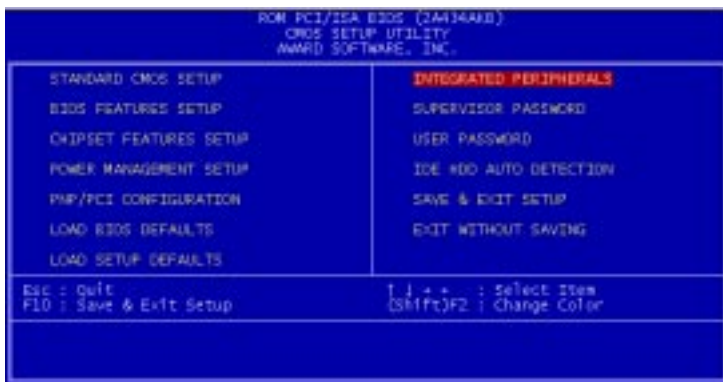 ROM PCI/ISA BIOS (2A434AKB)
CMOS SETUP UTILITY
AWARD SOFTWARE, INC.
STANDARD CMOS SETUP
BIOS FEATURES SETUP
CHIPSET FEATURES SETUP
POWER MANAGEMENT SETUP
PNP/PCI CONFIGURATION
LOAD BIOS DEFAULTS
LOAD SETUP DEFAULTS
INTEGRATED PERIPHERALS
SUPERVISOR PASSWORD
USER PASSWORD
IDE HDD AUTO DETECTION
SAVE & EXIT SETUP
EXIT WITHOUT SAVING
Esc : Quit
F10 : Save & Exit Setup
↑ ↓ → ← : Select Item
(Shift)F2 : Change Color